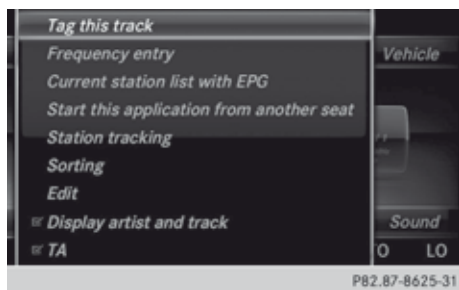 Tag this track
Frequency entry
Vehicle
Current station list with EPG
Start this application from another seat
Station tracking
Sorting
Edit
Display artist and track
Sound
TA
O LO
P82.87-8625-31